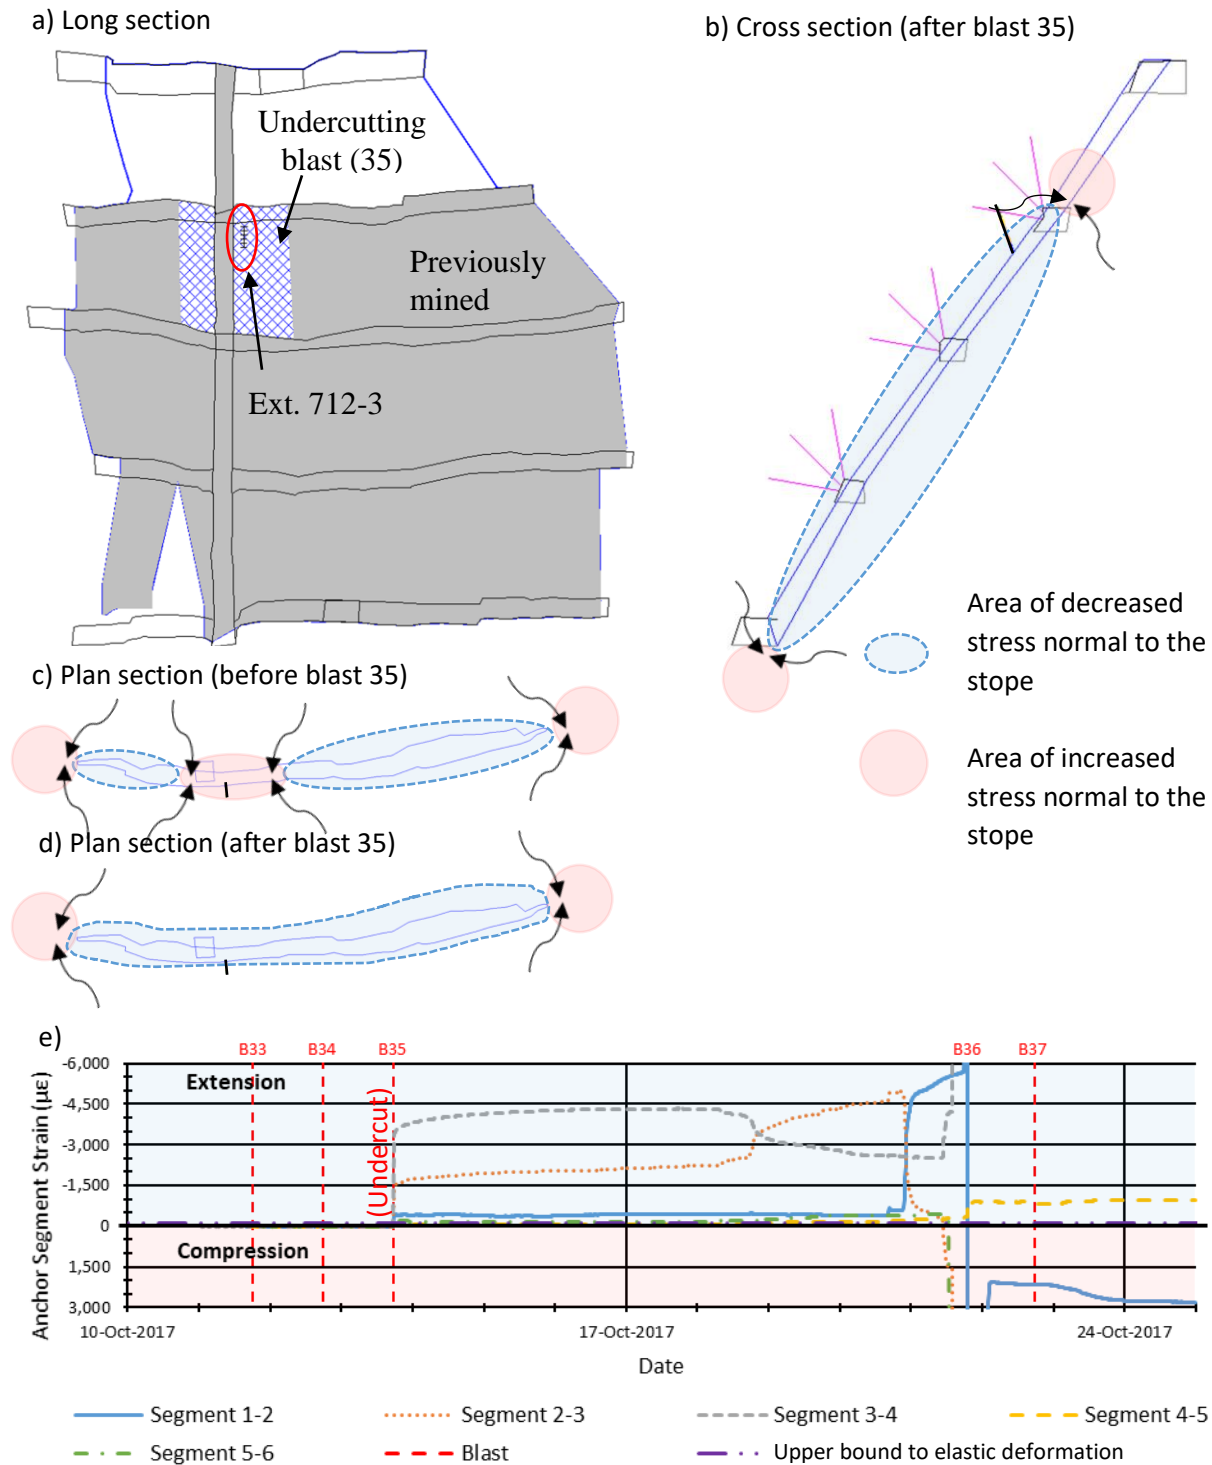 a) Long section
b) Cross section (after blast 35)
Undercutting
blast (35)
Previously
mined
Ext. 712-3
Area of decreased
stress normal to the
stope
Area of increased
stress normal to the
stope
c) Plan section (before blast 35)
d) Plan section (after blast 35)
e)
B33
B34
B35
B36
B37
Anchor Segment Strain (με)
-6,000
-4,500
-3,000
-1,500
0
1,500
3,000
Extension
(Undercut)
Compression
10-Oct-2017
17-Oct-2017
24-Oct-2017
Date
Segment 1-2
Segment 2-3
Segment 3-4
Segment 4-5
Segment 5-6
Blast
Upper bound to elastic deformation